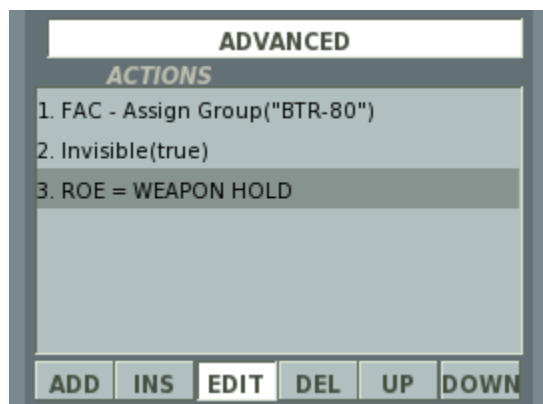 ADVANCED
ACTIONS
1. FAC - Assign Group("BTR-80")
2. Invisible(true)
3. ROE = WEAPON HOLD
ADD INS EDIT DEL UP DOWN